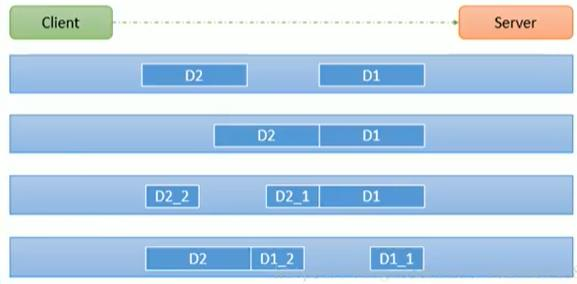 Client Server
D2 D1
D2 D1
D2_2 D2_1 D1
D2 D1_2 D1_1